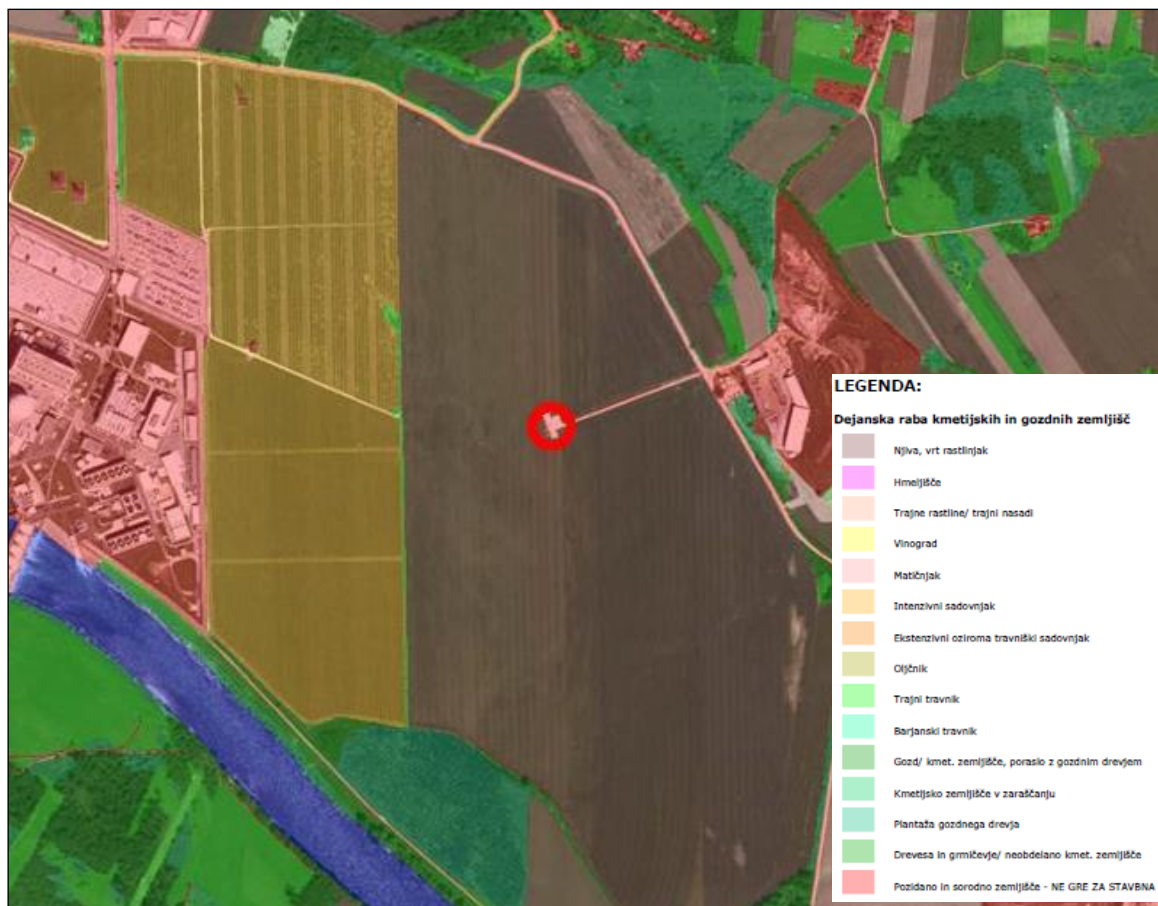 LEGENDA:
Dejanska raba kmetijskih in gozdnih zemljišč
Njiva, vrt rastlinjak
Hmeljišče
Trajne rastline/ trajni nasadi
Vinograd
Matičnjak
Intenzivni sadovnjak
Ekstenzivni oziroma travniški sadovnjak
Oljčnik
Trajni travnik
Barjanski travnik
Gozd/ kmet. zemljišče, poraslo z gozdnim drevjem
Kmetijsko zemljišče v zaraščanju
Plantaža gozdnega drevja
Drevesa in grmičevje/ neobdelano kmet. zemljišče
Pozidano in sorodno zemljišče - NE GRE ZA STAVBNA